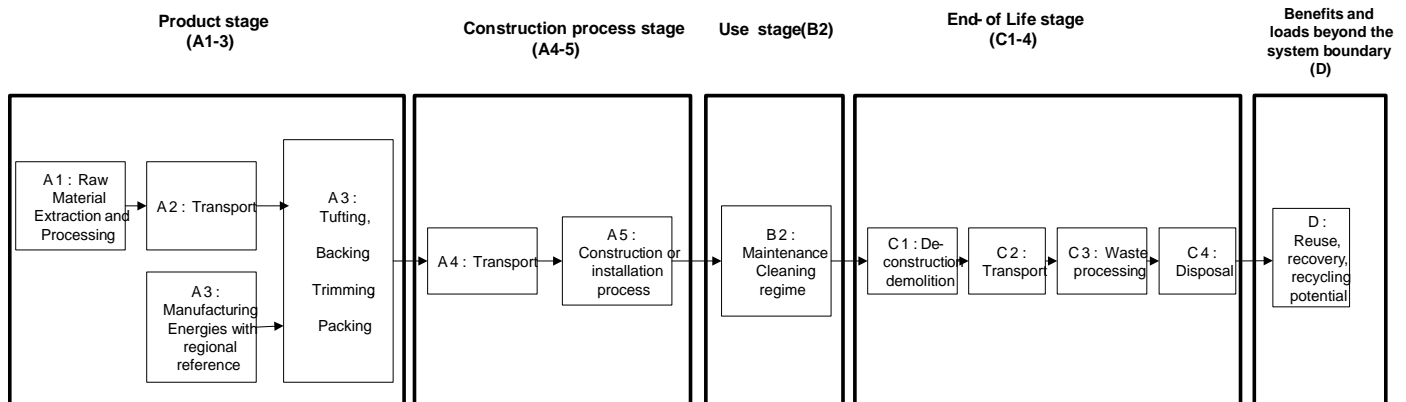 Product stage
(A1-3)
Construction process stage
(A4-5)
Use stage(B2)
End- of Life stage
(C1-4)
Benefits and
loads beyond the
system boundary
(D)
A1: Raw
Material
Extraction and
Processing
A2: Transport
A3:
Manufacturing
Energies with
regional
reference
A3:
Tufting,
Backing
Trimming
Packing
A4: Transport
A5:
Construction or
installation
process
B2:
Maintenance
Cleaning
regime
C1: De-
construction
demolition
C2:
Transport
C3: Waste
processing
C4:
Disposal
D:
Reuse,
recovery,
recycling
potential